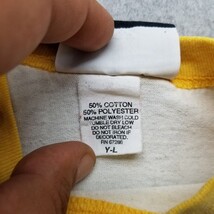 50% COTTON
50% POLYESTER
MACHINE WASH COLD
TUMBLE DRY LOW
DO NOT BLEACH
DO NOT IRON IF
DECORATED.
RN 87290
Y-L